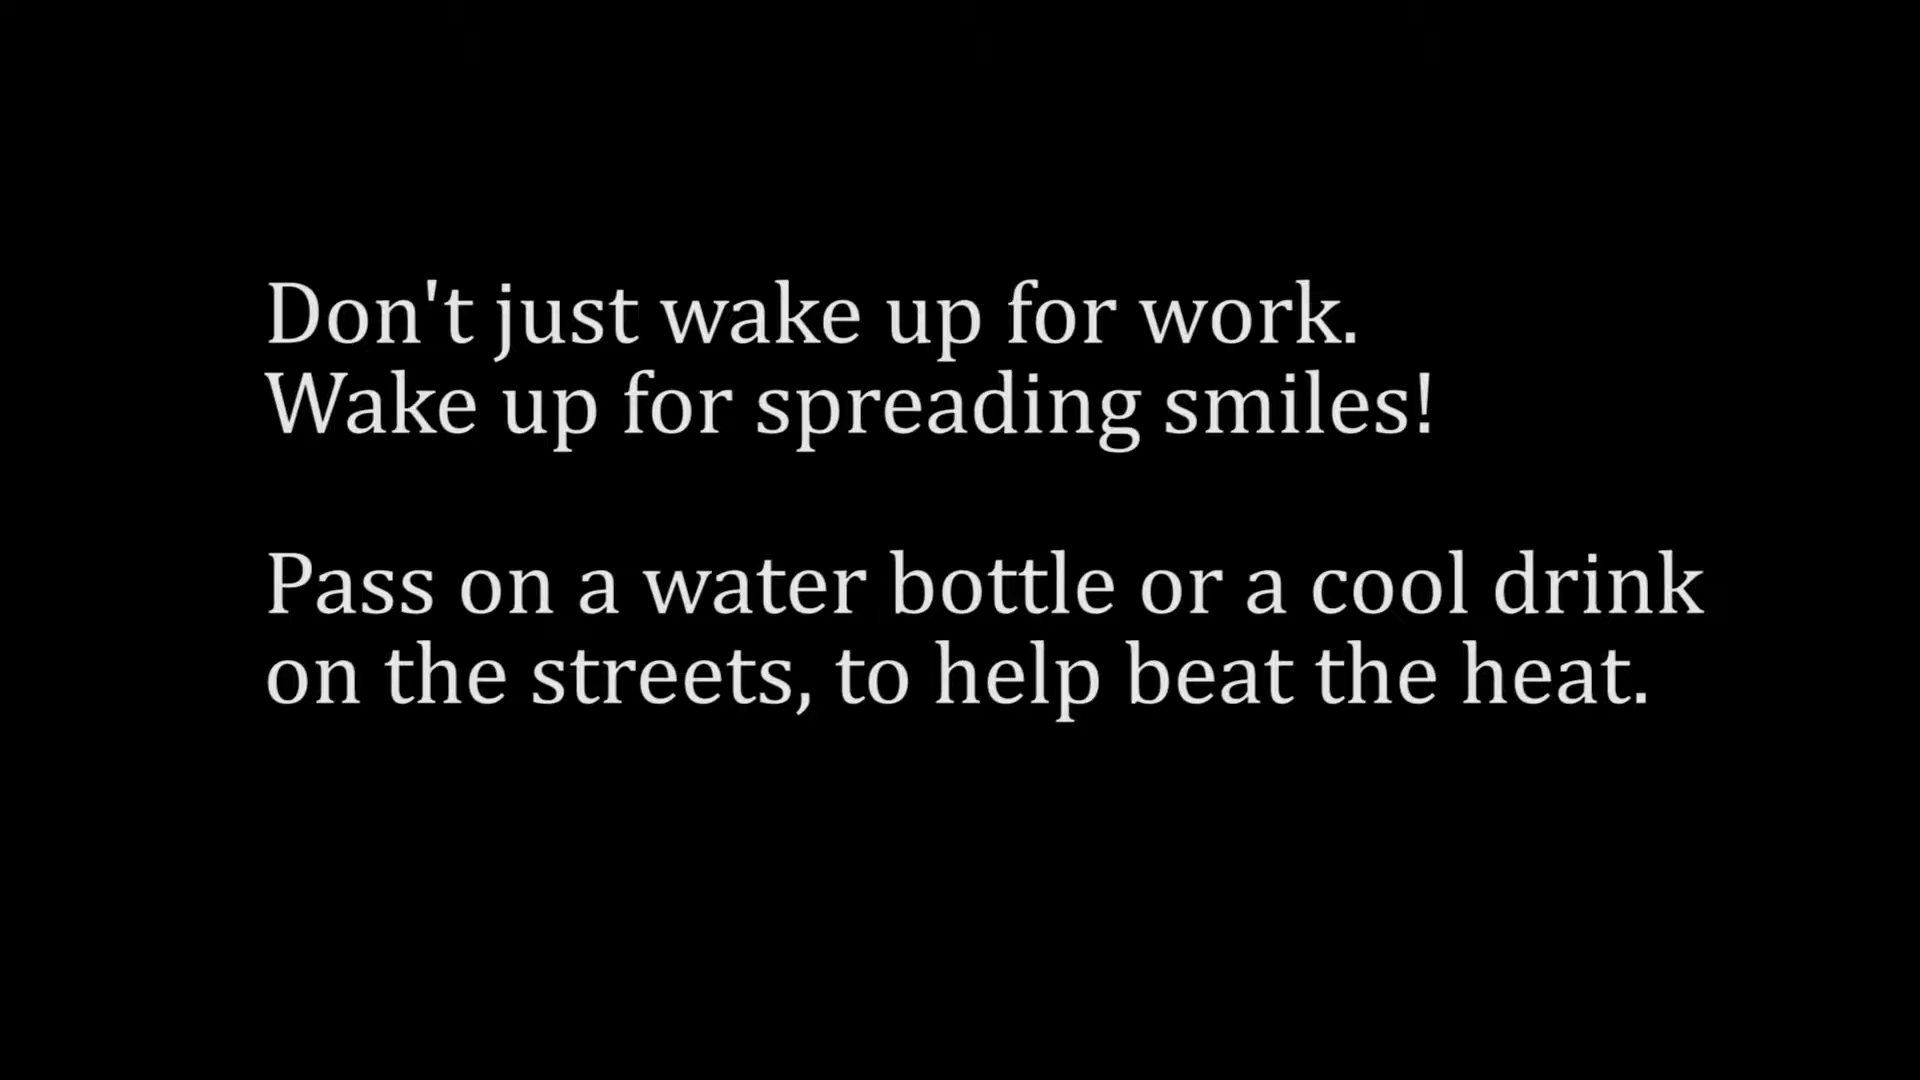 Don't just wake up for work.
Wake up for spreading smiles!
Pass on a water bottle or a cool drink
on the streets, to help beat the heat.